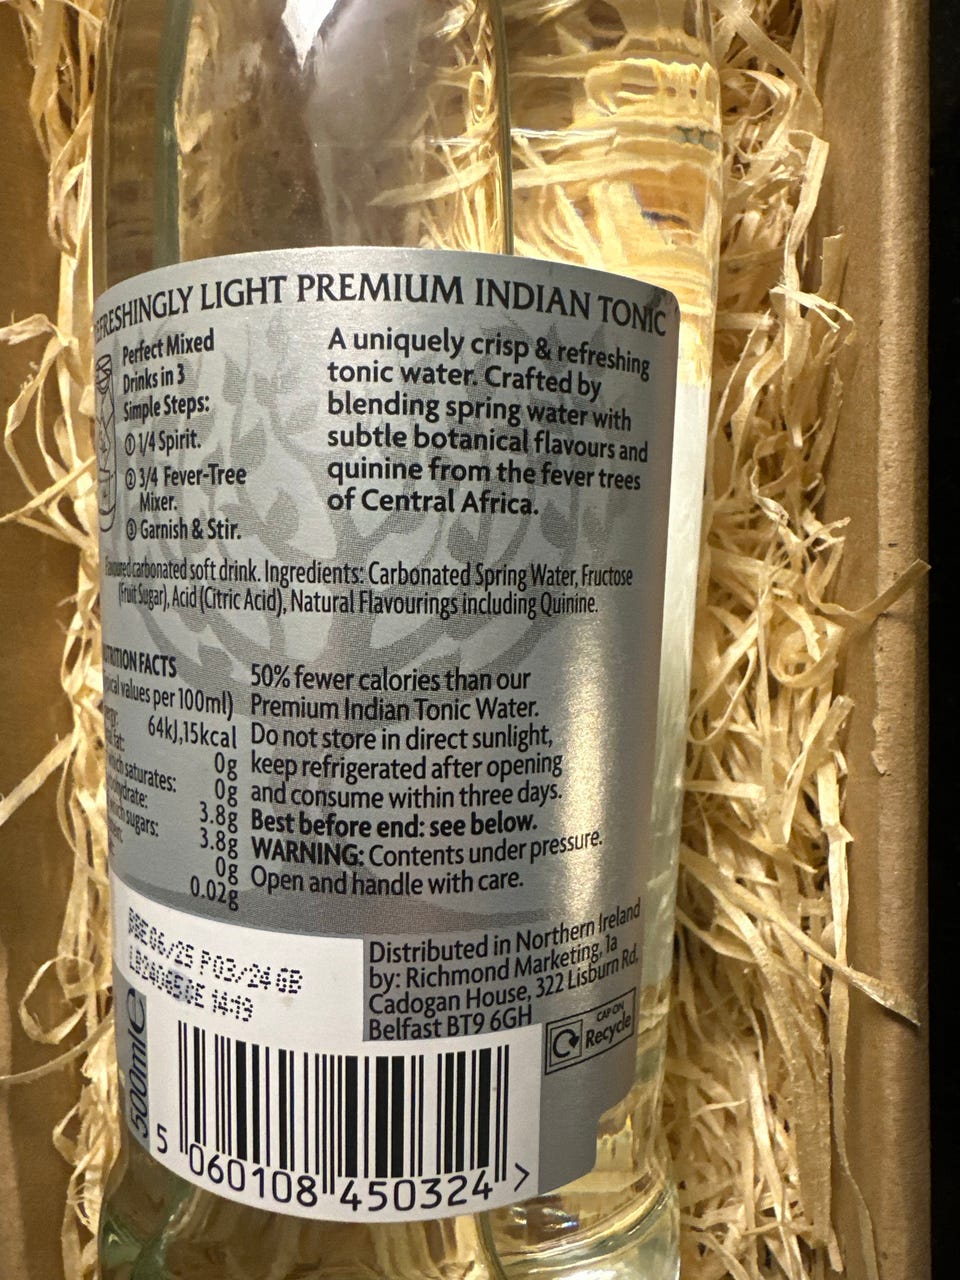 REFRESHINGLY LIGHT PREMIUM INDIAN TONIC
Perfect Mixed
Drinks in 3
Simple Steps:
① 1/4 Spirit.
② 3/4 Fever-Tree
Mixer.
③ Garnish & Stir.
A uniquely crisp & refreshing
tonic water. Crafted by
blending spring water with
subtle botanical flavours and
quinine from the fever trees
of Central Africa.
Flavoured carbonated soft drink. Ingredients: Carbonated Spring Water, Fructose
(Fruit Sugar), Acid (Citric Acid), Natural Flavourings including Quinine.
NUTRITION FACTS
values per 100ml)
64kJ,15kcal
0g
saturates: 0g
3.8g
sugars: 3.8g
0g
0.02g
50% fewer calories than our
Premium Indian Tonic Water.
Do not store in direct sunlight,
keep refrigerated after opening
and consume within three days.
Best before end: see below.
WARNING: Contents under pressure.
Open and handle with care.
BBE 06/25 P03/24 GB
14:19
Distributed in Northern Ireland
by: Richmond Marketing, 1a
Cadogan House, 322 Lisburn Rd,
Belfast BT9 6GH
CAP ON
Recycle
500ml e
5 060108 450324 >